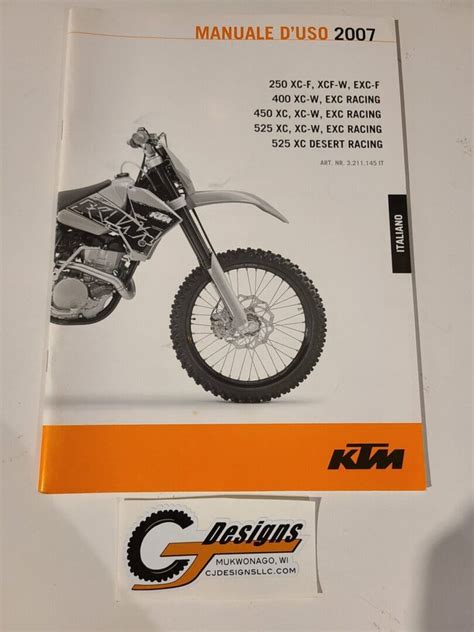 MANUALE D'USO 2007
250 XC-F, XCF-W, EXC-F
400 XC-W, EXC RACING
450 XC, XC-W, EXC RACING
525 XC, XC-W, EXC RACING
525 XC DESERT RACING
ART. NR. 3.211.145 IT
ITALIANO
KTM
CJ Designs
MUKWONAGO, WI
CJDESIGNSLLC.COM